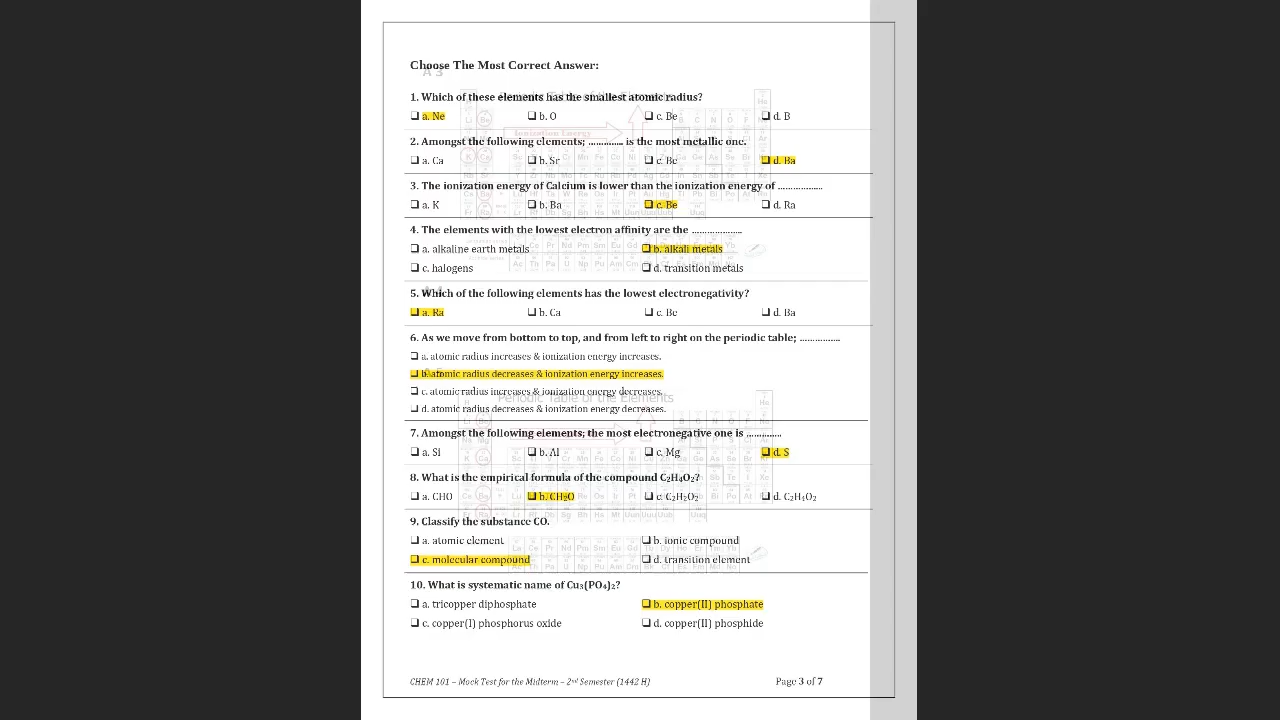 Choose The Most Correct Answer:
1. Which of these elements has the smallest atomic radius?
❑ a. Ne ❑ b. O ❑ c. Be ❑ d. B
2. Amongst the following elements; ............. is the most metallic one.
❑ a. Ca ❑ b. Sr ❑ c. Be ❑ d. Ba
3. The ionization energy of Calcium is lower than the ionization energy of .................
❑ a. K ❑ b. Ba ❑ c. Be ❑ d. Ra
4. The elements with the lowest electron affinity are the ...................
❑ a. alkaline earth metals ❑ b. alkali metals
❑ c. halogens ❑ d. transition metals
5. Which of the following elements has the lowest electronegativity?
❑ a. Ra ❑ b. Ca ❑ c. Be ❑ d. Ba
6. As we move from bottom to top, and from left to right on the periodic table; ...............
❑ a. atomic radius increases & ionization energy increases.
❑ b. atomic radius decreases & ionization energy increases.
❑ c. atomic radius increases & ionization energy decreases.
❑ d. atomic radius decreases & ionization energy decreases.
7. Amongst the following elements; the most electronegative one is .............
❑ a. Si ❑ b. Al ❑ c. Mg ❑ d. S
8. What is the empirical formula of the compound C₂H₄O₂?
❑ a. CHO ❑ b. CH₂O ❑ c. C₂H₂O₂ ❑ d. C₂H₄O₂
9. Classify the substance CO.
❑ a. atomic element ❑ b. ionic compound
❑ c. molecular compound ❑ d. transition element
10. What is systematic name of Cu₃(PO₄)₂?
❑ a. tricopper diphosphate ❑ b. copper(II) phosphate
❑ c. copper(I) phosphorus oxide ❑ d. copper(II) phosphide
CHEM 101 – Mock Test for the Midterm – 2ⁿᵈ Semester (1442 H) Page 3 of 7